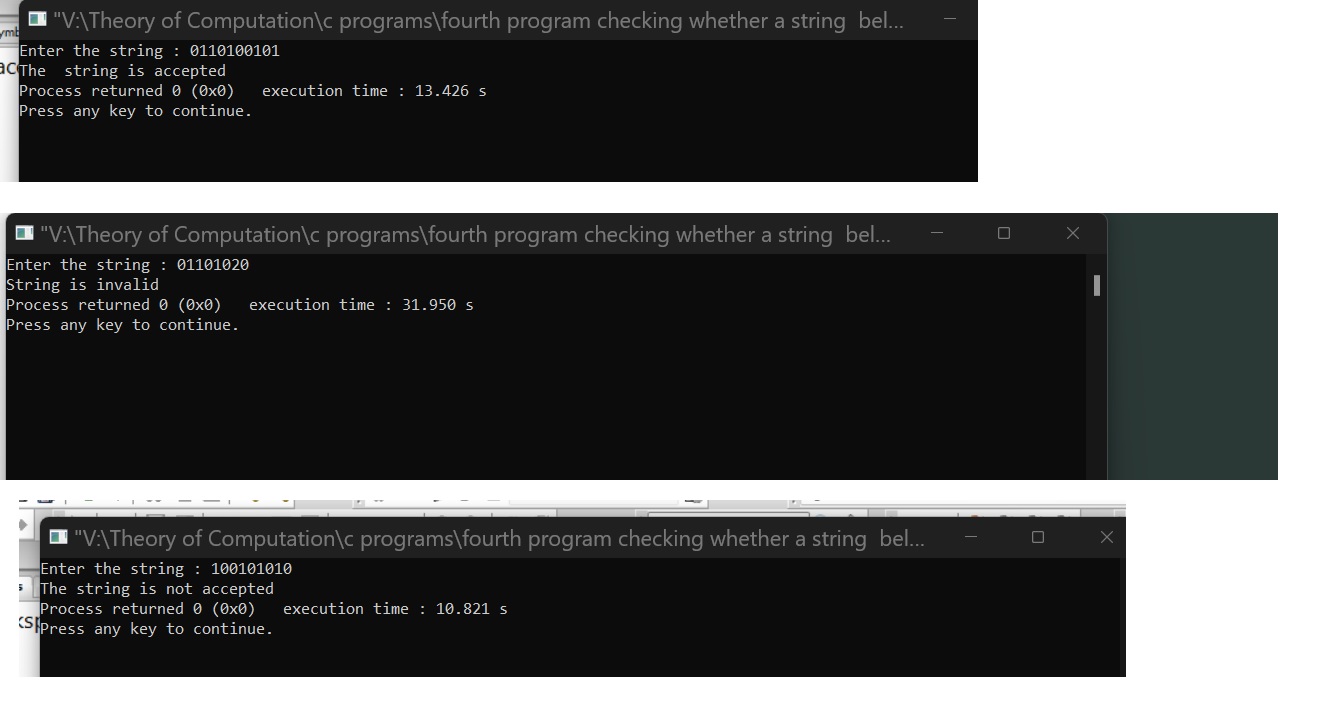 "V:\Theory of Computation\c programs\fourth program checking whether a string  bel...
Enter the string : 0110100101
The  string is accepted
Process returned 0 (0x0)   execution time : 13.426 s
Press any key to continue.
"V:\Theory of Computation\c programs\fourth program checking whether a string  bel...
Enter the string : 01101020
String is invalid
Process returned 0 (0x0)   execution time : 31.950 s
Press any key to continue.
"V:\Theory of Computation\c programs\fourth program checking whether a string  bel...
Enter the string : 100101010
The string is not accepted
Process returned 0 (0x0)   execution time : 10.821 s
Press any key to continue.